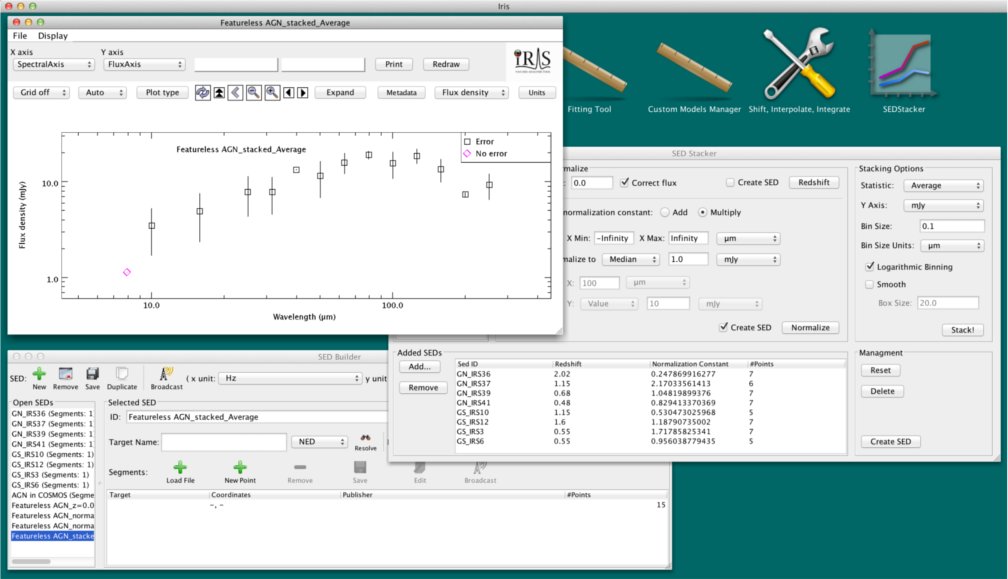 Iris
Featureless AGN_stacked_Average
File Display
X axis Y axis
SpectralAxis FluxAxis Print Redraw
IRIS
Grid off Auto Plot type Expand Metadata Flux density Units
Featureless AGN_stacked_Average
Error
No error
10.0
1.0
Flux density (mJy)
10.0 100.0
Wavelength (μm)
Fitting Tool Custom Models Manager Shift, Interpolate, Integrate SEDStacker
SED Stacker
malize
0.0 Correct flux Create SED Redshift
normalization constant: Add Multiply
X Min: -Infinity X Max: Infinity μm
alize to Median 1.0 mJy
X: 100 μm
Y: Value 10 mJy
Create SED Normalize
Stacking Options
Statistic: Average
Y Axis: mJy
Bin Size: 0.1
Bin Size Units: μm
Logarithmic Binning
Smooth
Box Size: 20.0
Stack!
Added SEDs
Add...
Remove
Sed ID Redshift Normalization Constant #Points
GN_IRS36 2.02 0.247869916277 7
GN_IRS37 1.15 2.17033561413 6
GN_IRS39 0.68 1.04819899376 7
GN_IRS41 0.48 0.829413370369 7
GS_IRS10 1.15 0.530473025968 5
GS_IRS12 1.6 1.18790735002 7
GS_IRS3 0.55 1.71785825341 7
GS_IRS6 0.55 0.956038779435 5
Managment
Reset
Delete
Create SED
SED Builder
SED: New Remove Save Duplicate Broadcast ( x unit: Hz y unit
Open SEDs
GN_IRS36 (Segments: 1)
GN_IRS37 (Segments: 1)
GN_IRS39 (Segments: 1)
GN_IRS41 (Segments: 1)
GS_IRS10 (Segments: 1)
GS_IRS12 (Segments: 1)
GS_IRS3 (Segments: 1)
GS_IRS6 (Segments: 1)
AGN in COSMOS (Segme
Featureless AGN_z=0.0
Featureless AGN_norma
Featureless AGN_norma
Featureless AGN_stacke
Selected SED
ID: Featureless AGN_stacked_Average
Target Name: NED Resolve
Segments: Load File New Point Remove Save Edit Broadcast
Target Coordinates Publisher #Points
-, - 15